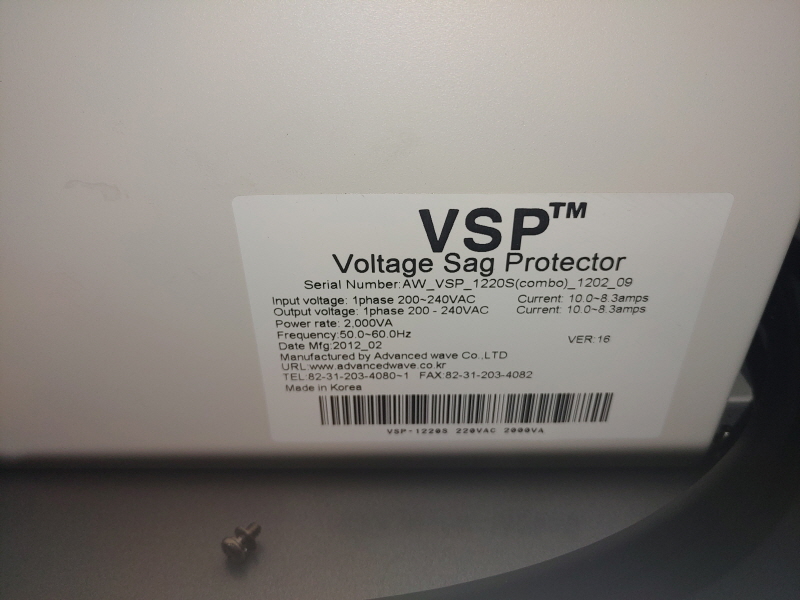 VSP™
Voltage Sag Protector
Serial Number:AW_VSP_1220S(combo)_1202_09
Input voltage: 1phase 200~240VAC Current: 10.0~8.3amps
Output voltage: 1phase 200 - 240VAC Current: 10.0~8.3amps
Power rate: 2,000VA
Frequency:50.0~60.0Hz
VER:16
Date Mfg:2012_02
Manufactured by Advanced wave Co.,LTD
URL:www.advancedwave.co.kr
TEL:82-31-203-4080~1 FAX:82-31-203-4082
Made in Korea
VSP-1220S 220VAC 2000VA